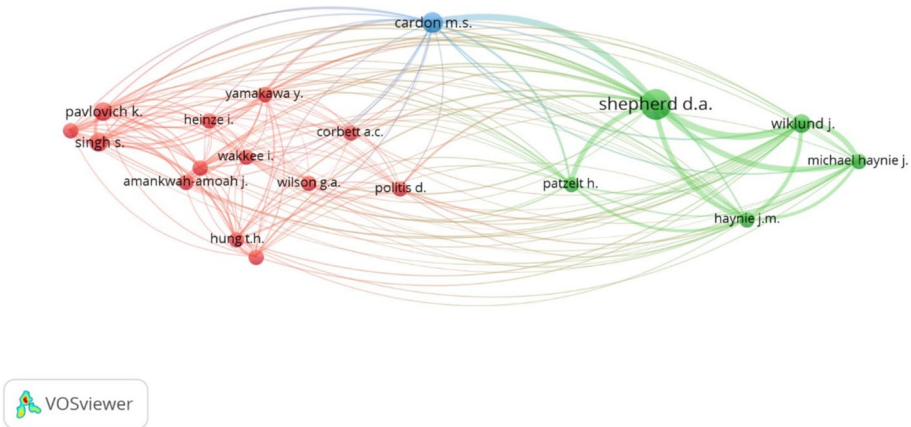 cardon m.s.
yamakawa y.
shepherd d.a.
pavlovich k.
heinze i.
wiklund j.
corbett a.c.
singh s.
wakkee i.
michael haynie j.
amankwah-amoah j.
wilson g.a.
politis d.
patzelt h.
haynie j.m.
hung t.h.
VOSviewer